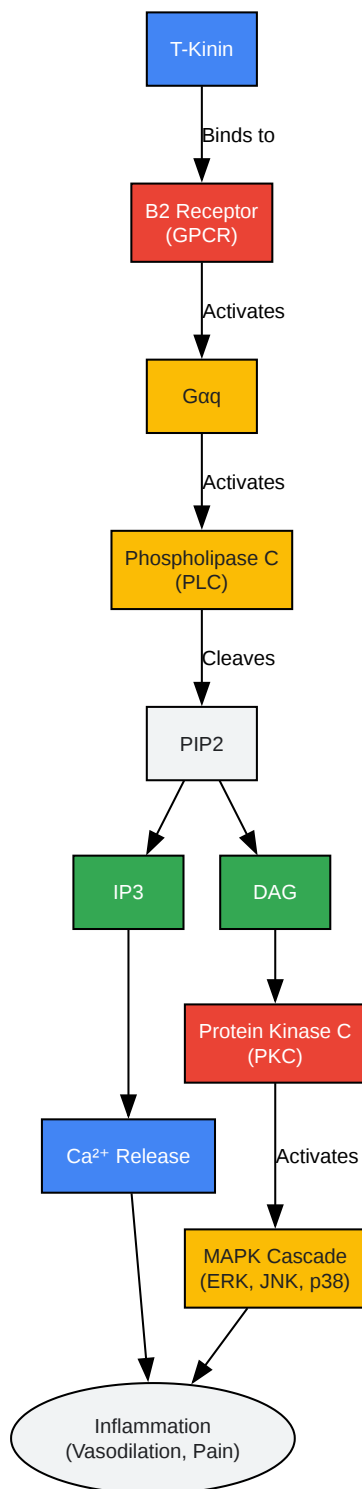 T-Kinin
Binds to
B2 Receptor
(GPCR)
Activates
Gαq
Activates
Phospholipase C
(PLC)
Cleaves
PIP2
IP3
DAG
Protein Kinase C
(PKC)
Ca²⁺ Release
Activates
MAPK Cascade
(ERK, JNK, p38)
Inflammation
(Vasodilation, Pain)